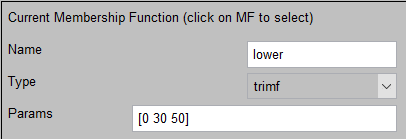 Current Membership Function (click on MF to select)
Name lower
Type trimf
Params [0 30 50]